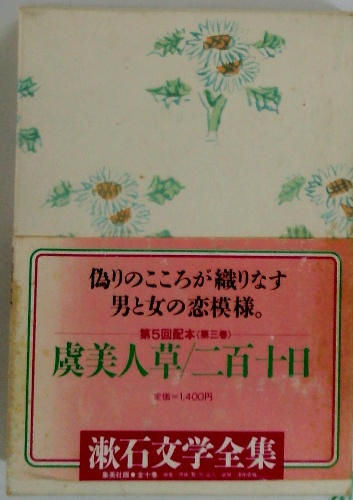 偽りのこころが織りなす
男と女の恋模様。
第5回配本〈第三巻〉
虞美人草/二百十日
定価=1,400円
漱石文学全集
集英社版●全十巻